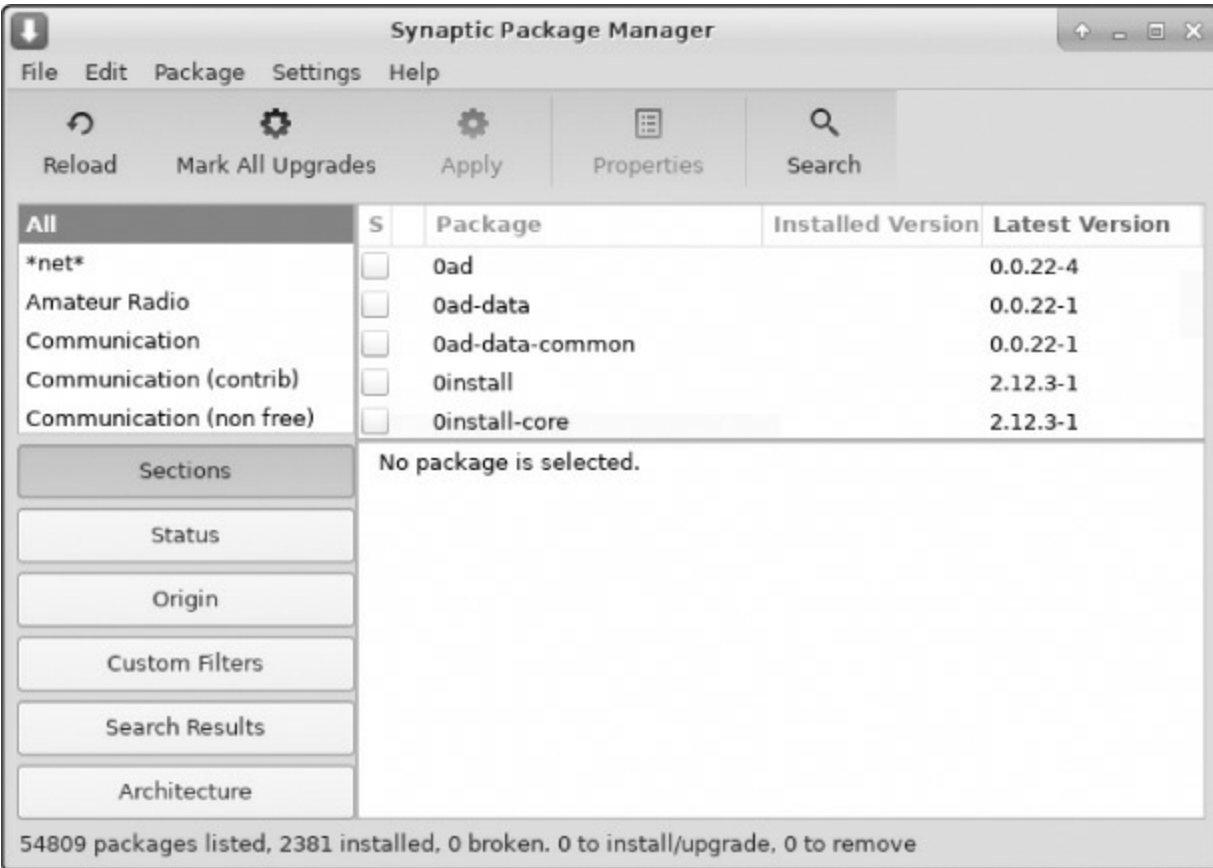 Synaptic Package Manager
File Edit Package Settings Help
Reload Mark All Upgrades Apply Properties Search
All
*net*
Amateur Radio
Communication
Communication (contrib)
Communication (non free)
S Package Installed Version Latest Version
0ad 0.0.22-4
0ad-data 0.0.22-1
0ad-data-common 0.0.22-1
0install 2.12.3-1
0install-core 2.12.3-1
Sections
Status
Origin
Custom Filters
Search Results
Architecture
No package is selected.
54809 packages listed, 2381 installed, 0 broken. 0 to install/upgrade, 0 to remove